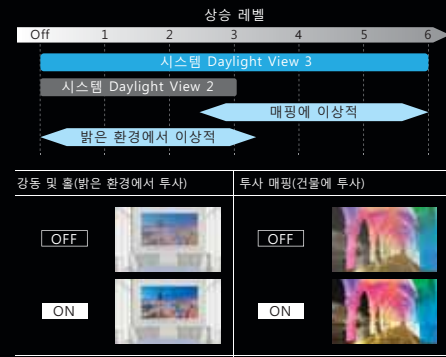 상승 레벨
Off 1 2 3 4 5 6
시스템 Daylight View 3
시스템 Daylight View 2
매핑에 이상적
밝은 환경에서 이상적
강동 및 홀(밝은 환경에서 투사)
투사 매핑(건물에 투사)
OFF
OFF
ON
ON